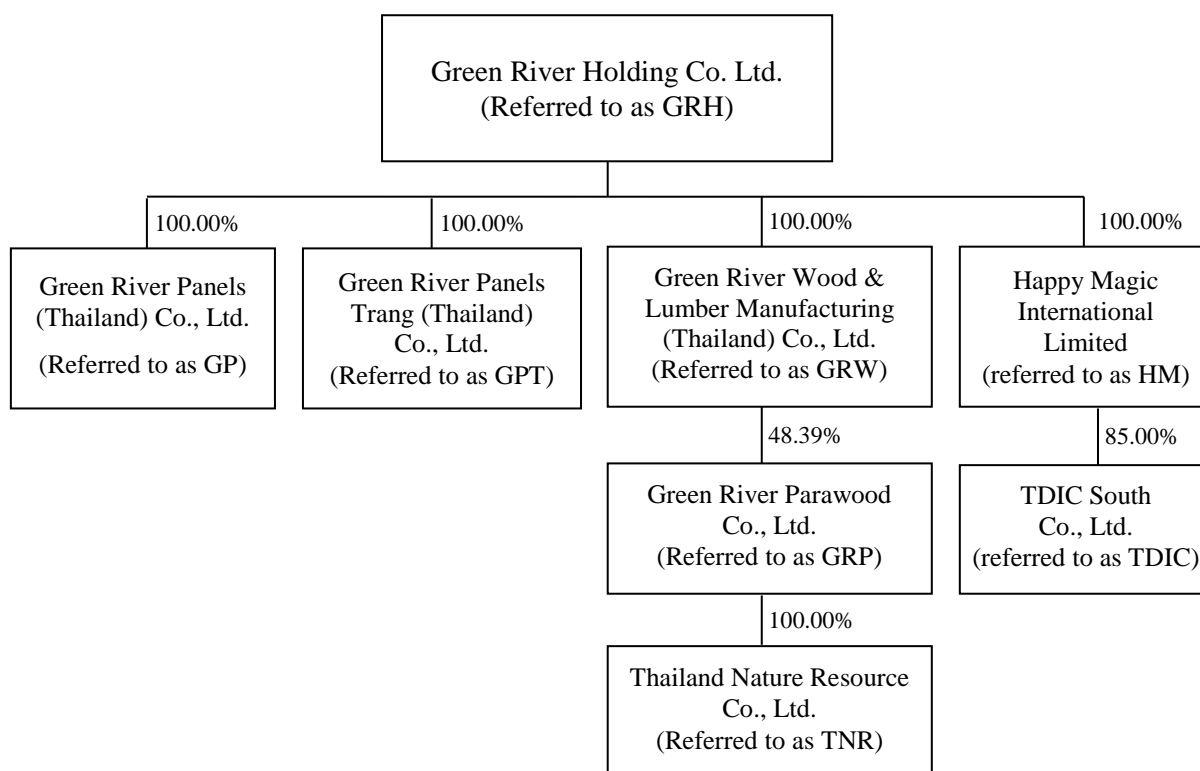 Green River Holding Co. Ltd.
(Referred to as GRH)
100.00%
100.00%
100.00%
100.00%
Green River Panels
(Thailand) Co., Ltd.
(Referred to as GP)
Green River Panels
Trang (Thailand)
Co., Ltd.
(Referred to as GPT)
Green River Wood &
Lumber Manufacturing
(Thailand) Co., Ltd.
(Referred to as GRW)
Happy Magic
International
Limited
(referred to as HM)
48.39%
85.00%
Green River Parawood
Co., Ltd.
(Referred to as GRP)
TDIC South
Co., Ltd.
(referred to as TDIC)
100.00%
Thailand Nature Resource
Co., Ltd.
(Referred to as TNR)